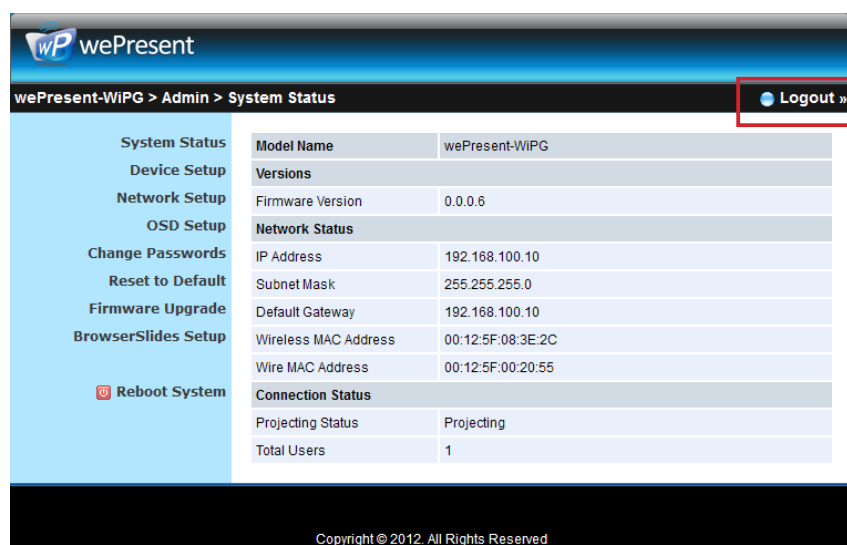 wP wePresent
wePresent-WiPG > Admin > System Status
Logout »
System Status
Device Setup
Network Setup
OSD Setup
Change Passwords
Reset to Default
Firmware Upgrade
BrowserSlides Setup
Reboot System
Model Name wePresent-WiPG
Versions
Firmware Version 0.0.0.6
Network Status
IP Address 192.168.100.10
Subnet Mask 255.255.255.0
Default Gateway 192.168.100.10
Wireless MAC Address 00:12:5F:08:3E:2C
Wire MAC Address 00:12:5F:00:20:55
Connection Status
Projecting Status Projecting
Total Users 1
Copyright © 2012. All Rights Reserved